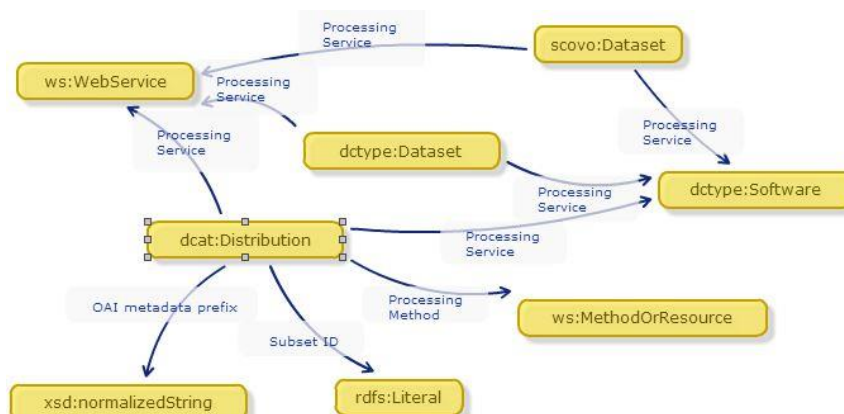 Processing
Service
scovo:Dataset
ws:WebService
Processing
Service
Processing
Service
dctype:Dataset
Processing
Service
Processing
Service
dctype:Software
dcat:Distribution
Processing
Service
OAI metadata prefix
Processing
Method
ws:MethodOrResource
Subset ID
xsd:normalizedString
rdfs:Literal